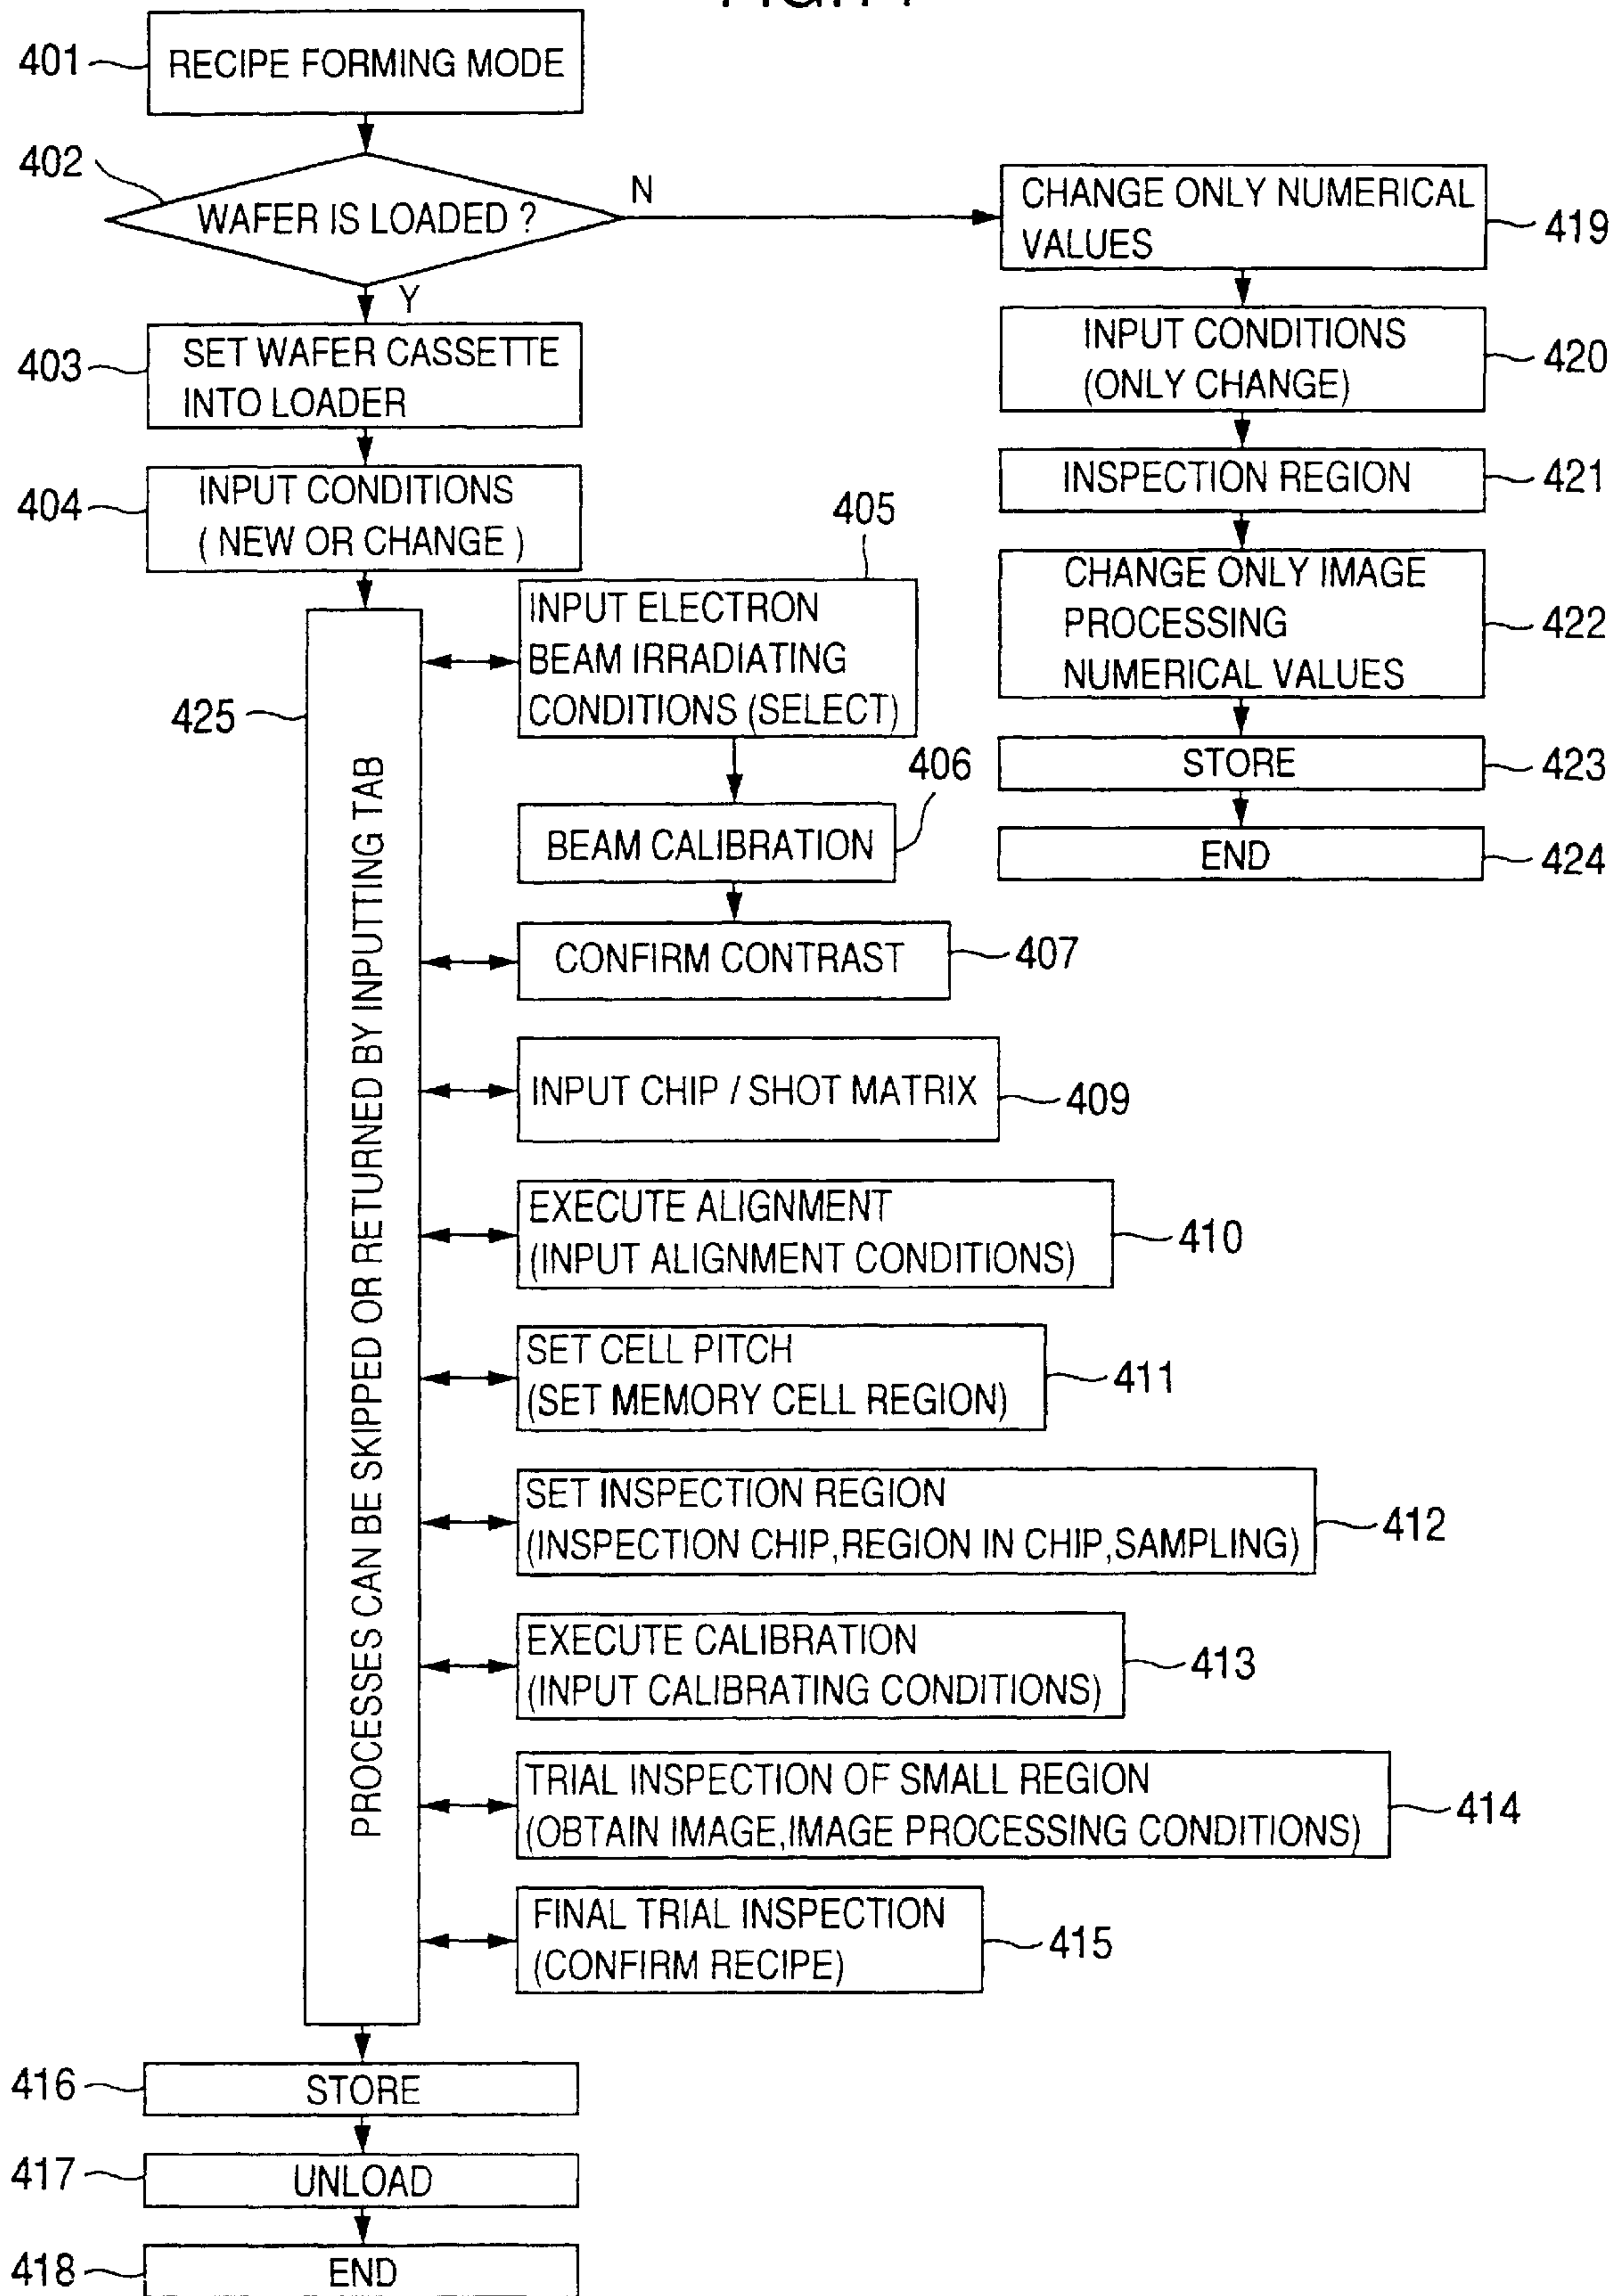 401
RECIPE FORMING MODE
402
WAFER IS LOADED ?
N
Y
CHANGE ONLY NUMERICAL
VALUES
419
403
SET WAFER CASSETTE
INTO LOADER
INPUT CONDITIONS
(ONLY CHANGE)
420
404
INPUT CONDITIONS
( NEW OR CHANGE )
INSPECTION REGION
421
405
INPUT ELECTRON
BEAM IRRADIATING
CONDITIONS (SELECT)
CHANGE ONLY IMAGE
PROCESSING
NUMERICAL VALUES
422
425
PROCESSES CAN BE SKIPPED OR RETURNED BY INPUTTING TAB
STORE
423
406
BEAM CALIBRATION
END
424
CONFIRM CONTRAST
407
INPUT CHIP / SHOT MATRIX
409
EXECUTE ALIGNMENT
(INPUT ALIGNMENT CONDITIONS)
410
SET CELL PITCH
(SET MEMORY CELL REGION)
411
SET INSPECTION REGION
(INSPECTION CHIP,REGION IN CHIP,SAMPLING)
412
EXECUTE CALIBRATION
(INPUT CALIBRATING CONDITIONS)
413
TRIAL INSPECTION OF SMALL REGION
(OBTAIN IMAGE,IMAGE PROCESSING CONDITIONS)
414
FINAL TRIAL INSPECTION
(CONFIRM RECIPE)
415
416
STORE
417
UNLOAD
418
END